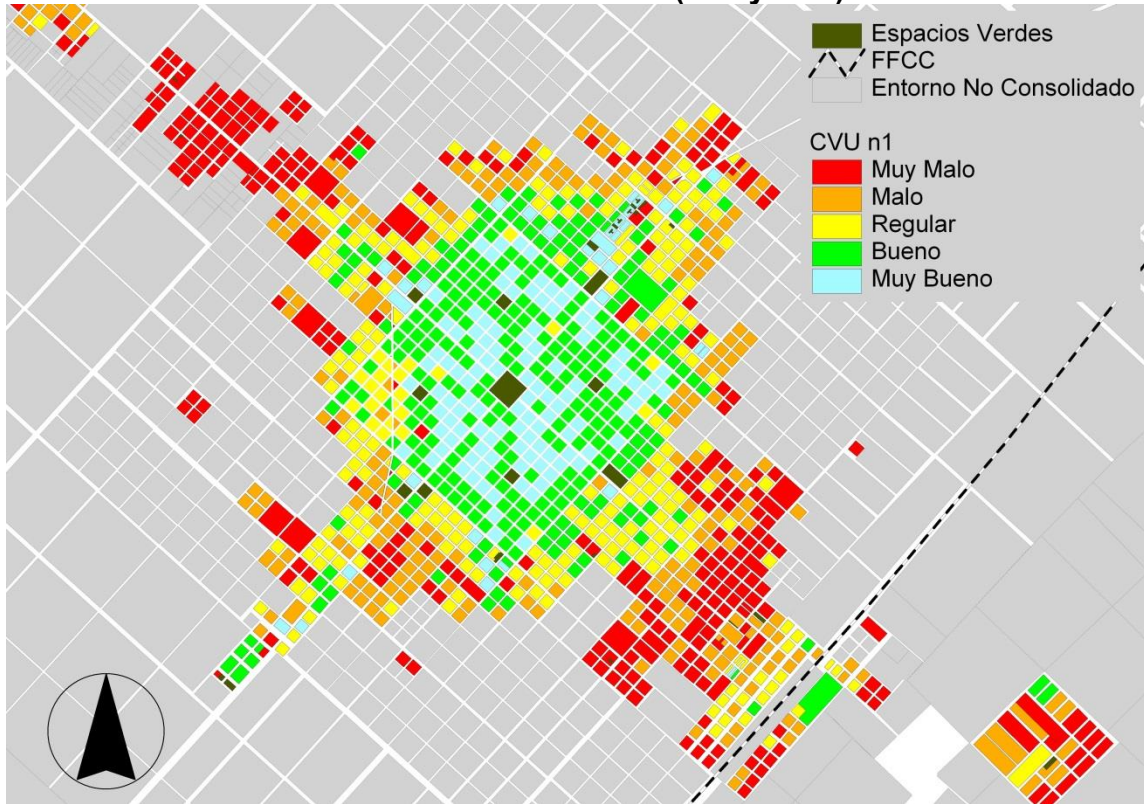 Espacios Verdes
FFCC
Entorno No Consolidado
CVU n1
Muy Malo
Malo
Regular
Bueno
Muy Bueno